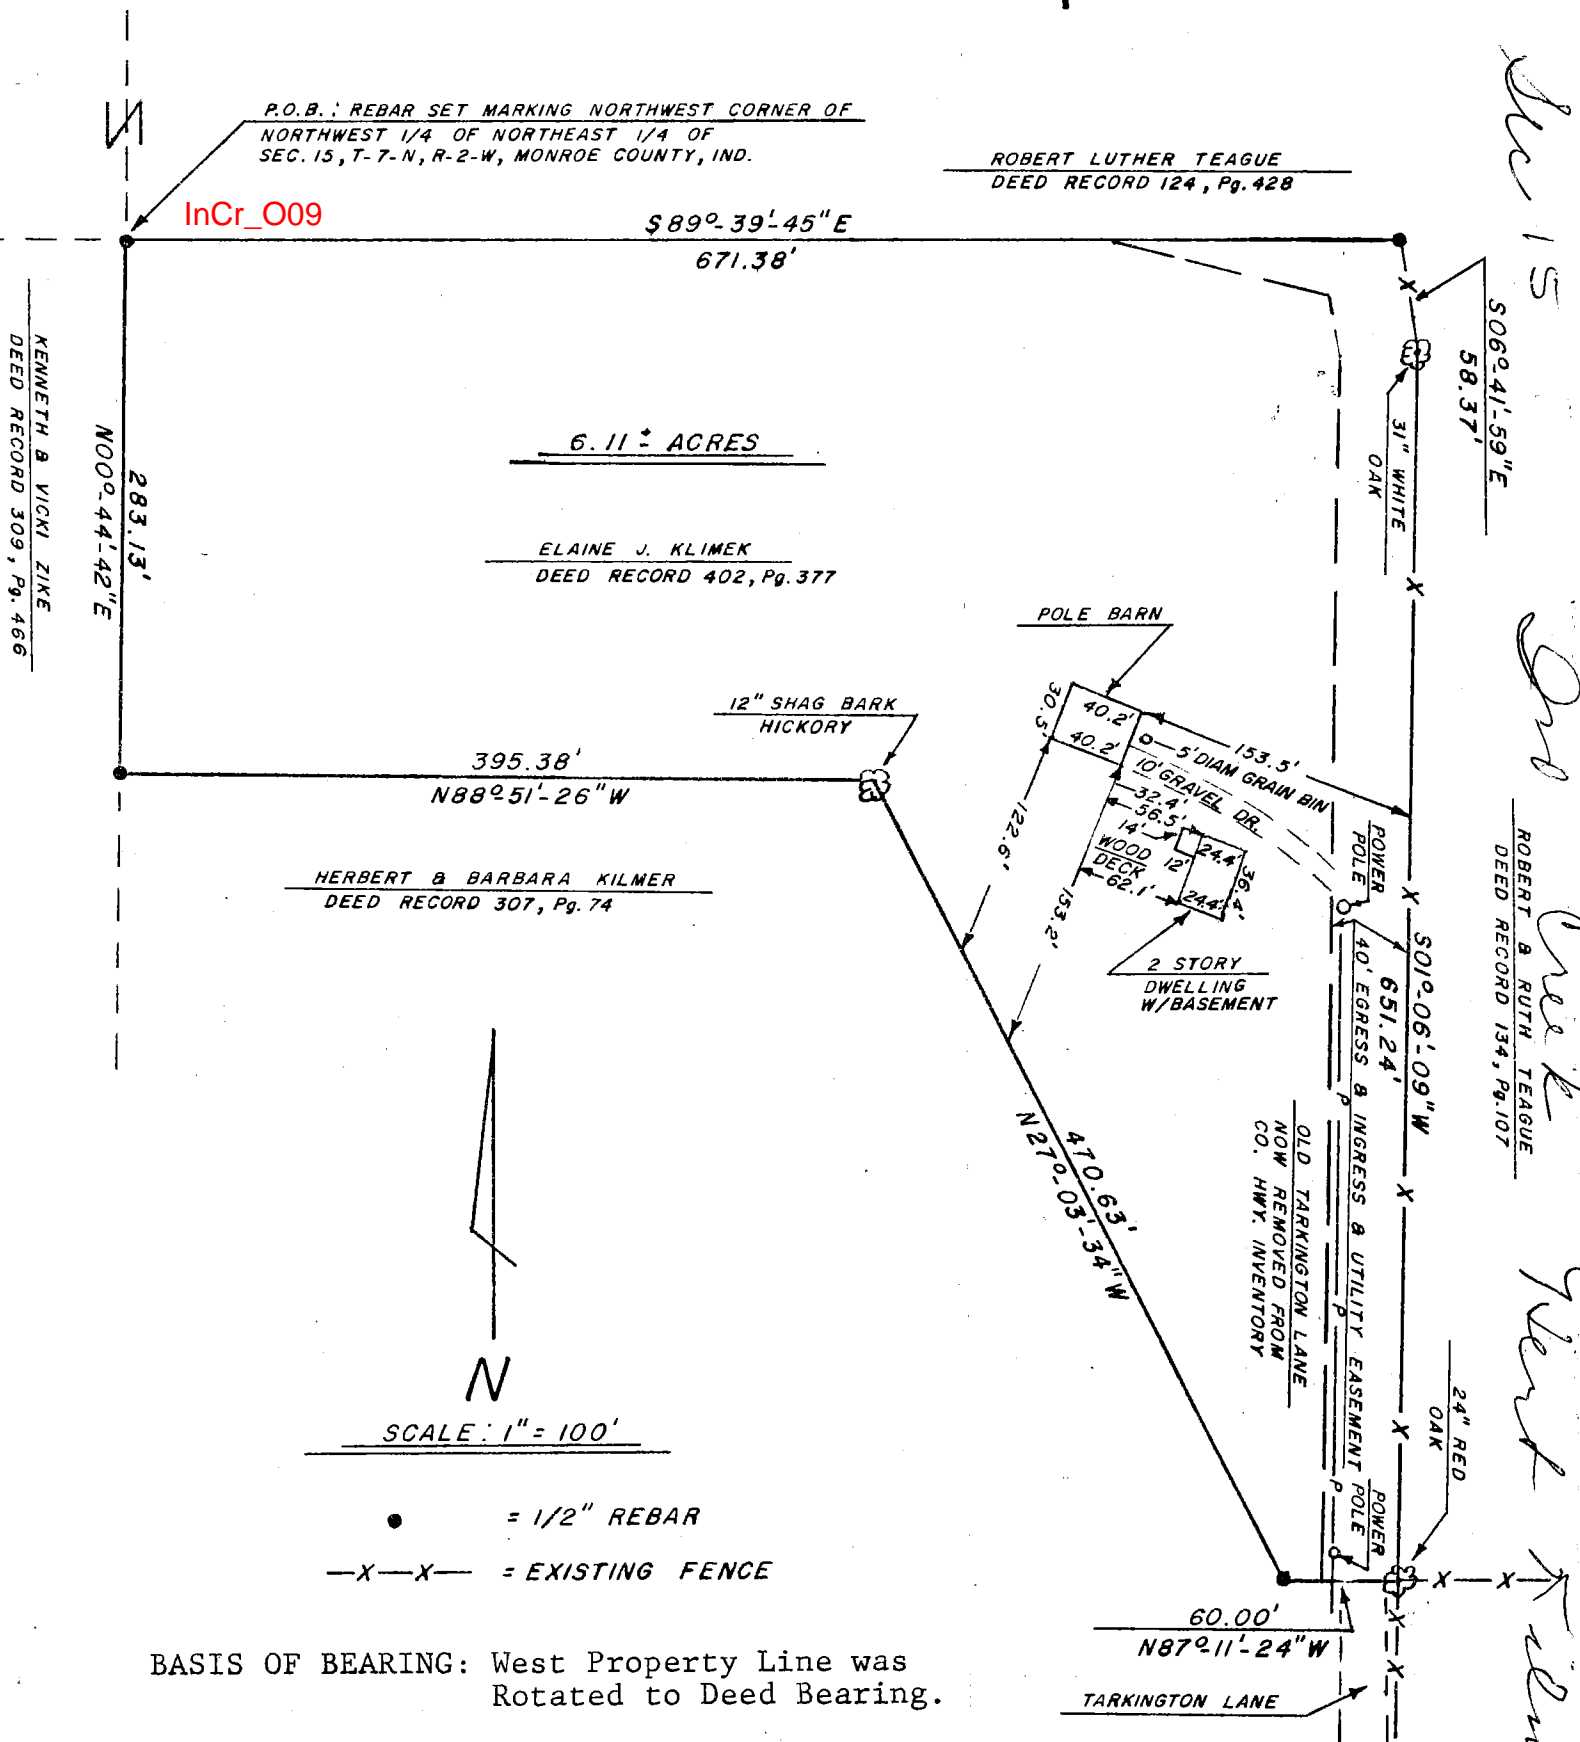 P.O.B.: REBAR SET MARKING NORTHWEST CORNER OF
NORTHWEST 1/4 OF NORTHEAST 1/4 OF
SEC. 15, T-7-N, R-2-W, MONROE COUNTY, IND.
InCr_O09
ROBERT LUTHER TEAGUE
DEED RECORD 124, Pg. 428
S89°-39'-45"E
671.38'
S06°-41'-59"E
58.37'
31" WHITE
OAK
KENNETH & VICKI ZIKE
DEED RECORD 309, Pg. 466
283.13'
N00°-44'-42"E
6.11± ACRES
ELAINE J. KLIMEK
DEED RECORD 402, Pg. 377
POLE BARN
12" SHAG BARK
HICKORY
30.5'
40.2'
40.2'
153.5'
5' DIAM GRAIN BIN
10' GRAVEL DR.
32.4'
56.5'
14'
WOOD
DECK
12'
24.4'
36.4'
24.4'
62.1'
122.6'
153.2'
2 STORY
DWELLING
W/BASEMENT
395.38'
N88°-51'-26"W
HERBERT & BARBARA KILMER
DEED RECORD 307, Pg. 74
POWER
POLE
S01°-06'-09"W
651.24'
40' EGRESS & INGRESS & UTILITY EASEMENT
ROBERT & RUTH TEAGUE
DEED RECORD 134, Pg. 107
OLD TARKINGTON LANE
NOW REMOVED FROM
CO. HWY. INVENTORY
470.63'
N27°-03'-34"W
X
X
X
X
X
P
P
P
24" RED
OAK
POWER
POLE
X
X
X
X
N
SCALE: 1"= 100'
= 1/2" REBAR
—X—X— = EXISTING FENCE
60.00'
N87°-11'-24"W
TARKINGTON LANE
BASIS OF BEARING: West Property Line was
Rotated to Deed Bearing.
15
Creek